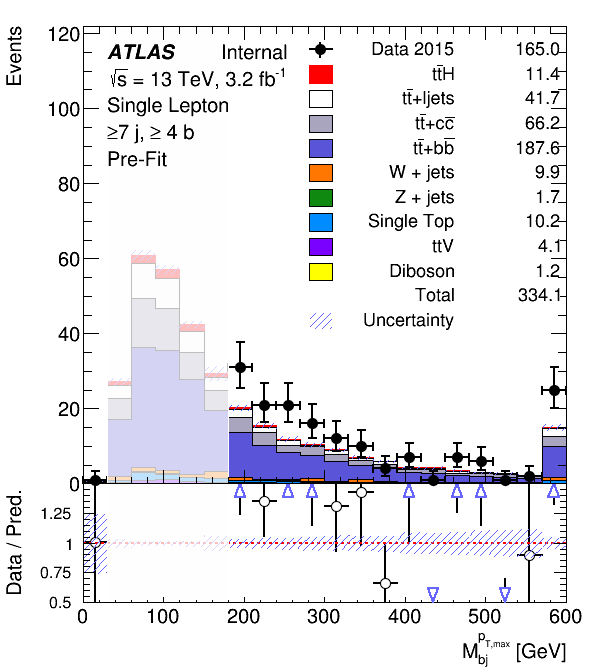 Events
120
100
80
60
40
20
0
ATLAS Internal
√s = 13 TeV, 3.2 fb⁻¹
Single Lepton
≥7 j, ≥ 4 b
Pre-Fit
Data 2015 165.0
tt̄H 11.4
tt̄+ljets 41.7
tt̄+cc̄ 66.2
tt̄+bb̄ 187.6
W + jets 9.9
Z + jets 1.7
Single Top 10.2
ttV 4.1
Diboson 1.2
Total 334.1
Uncertainty
Data / Pred.
1.25
1
0.75
0.5
0 100 200 300 400 500 600
M_bj^pT,max [GeV]